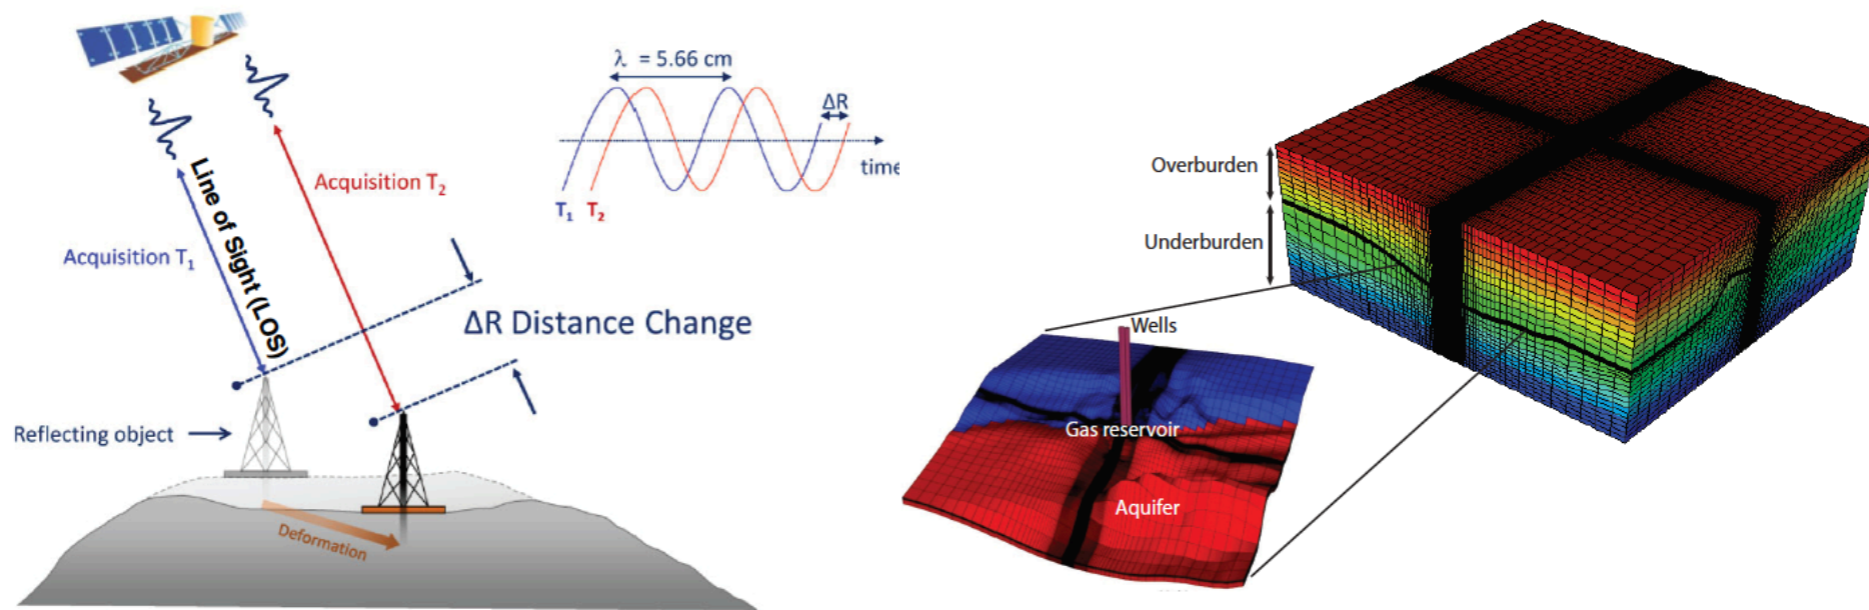 λ = 5.66 cm
ΔR
time
T1 T2
Acquisition T2
Line of Sight (LOS)
Acquisition T1
ΔR Distance Change
Reflecting object
Deformation
Overburden
Underburden
Wells
Gas reservoir
Aquifer